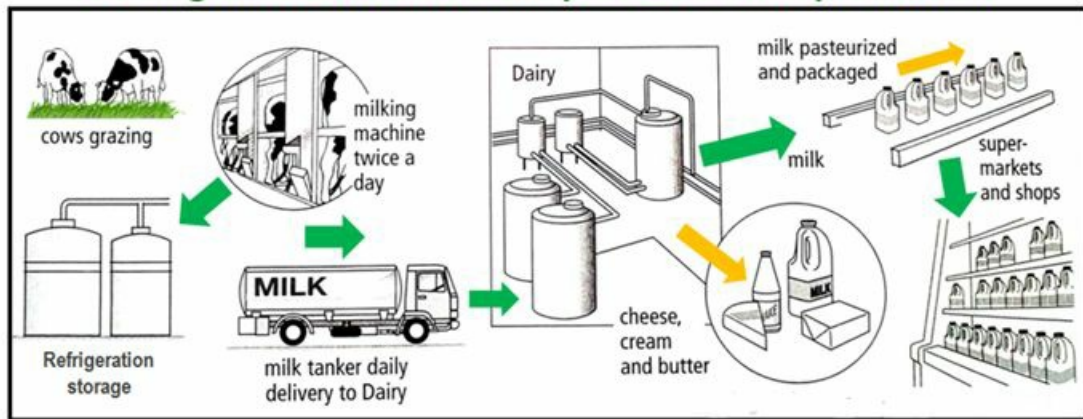 cows grazing
milking
machine
twice a
day
Refrigeration
storage
MILK
milk tanker daily
delivery to Dairy
Dairy
milk pasteurized
and packaged
milk
cheese,
cream
and butter
MILK
super-
markets
and shops